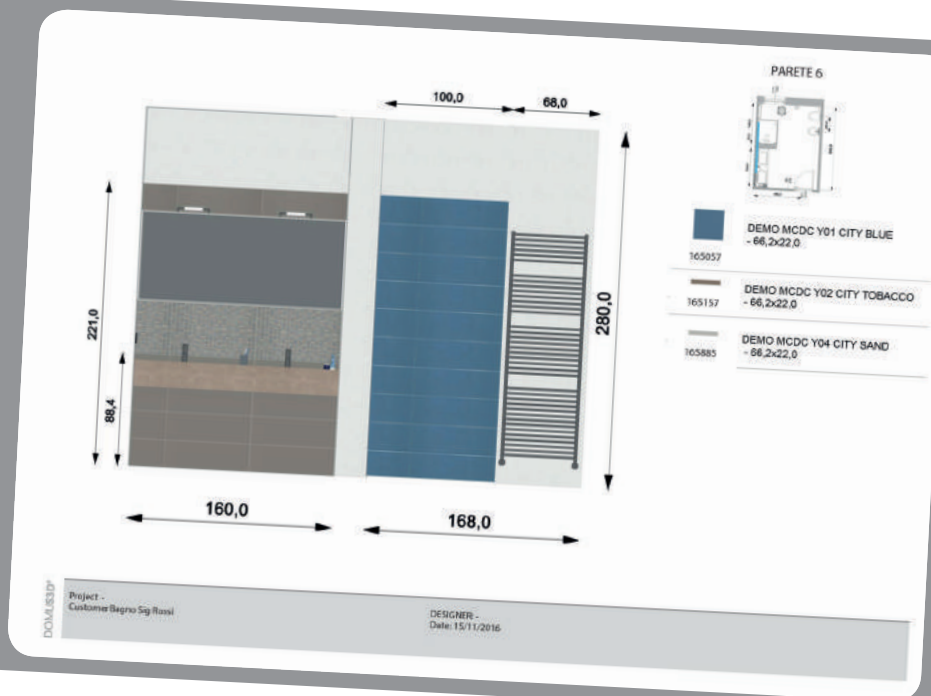 PARETE 6
100,0
68,0
221,0
88,4
280,0
160,0
168,0
165057
DEMO MCDC Y01 CITY BLUE
- 66,2x22,0
165157
DEMO MCDC Y02 CITY TOBACCO
- 66,2x22,0
165885
DEMO MCDC Y04 CITY SAND
- 66,2x22,0
DOMUS3D®
Project -
Customer Bagno Sig Rossi
DESIGNER -
Date: 15/11/2016